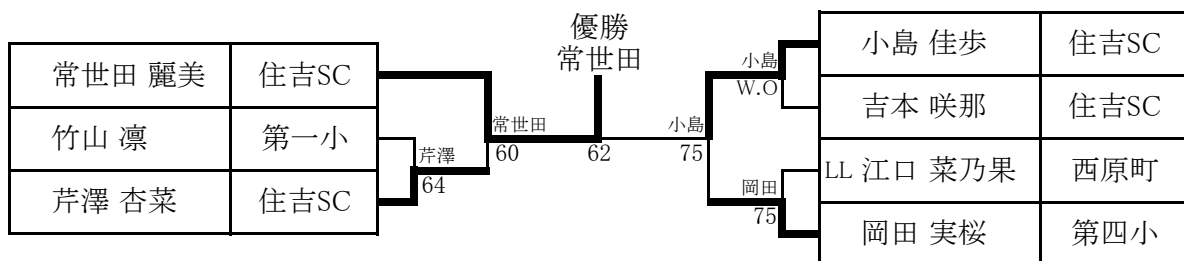 優勝
常世田
常世田 麗美 住吉SC
竹山 凛 第一小
芹澤 杏菜 住吉SC
芹澤
64
常世田
60
62
小島
75
小島
W.O
岡田
75
小島 佳歩 住吉SC
吉本 咲那 住吉SC
LL 江口 菜乃果 西原町
岡田 実桜 第四小